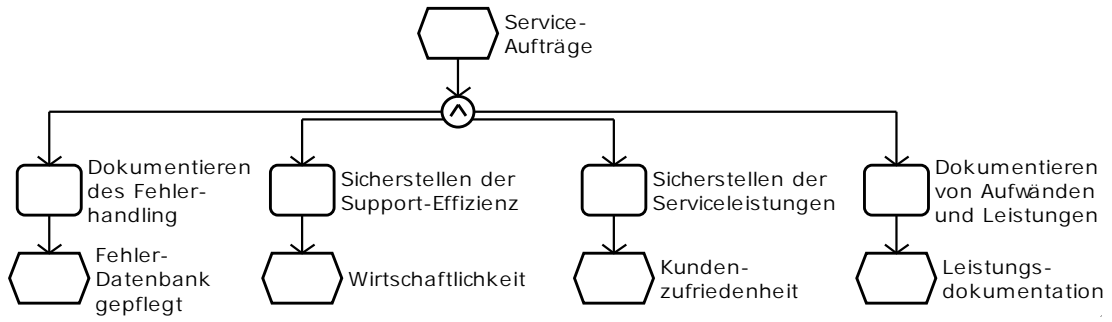 Service-
Aufträge
Dokumentieren
des Fehler-
handling
Sicherstellen der
Support-Effizienz
Sicherstellen der
Serviceleistungen
Dokumentieren
von Aufwänden
und Leistungen
Fehler-
Datenbank
gepflegt
Wirtschaftlichkeit
Kunden-
zufriedenheit
Leistungs-
dokumentation